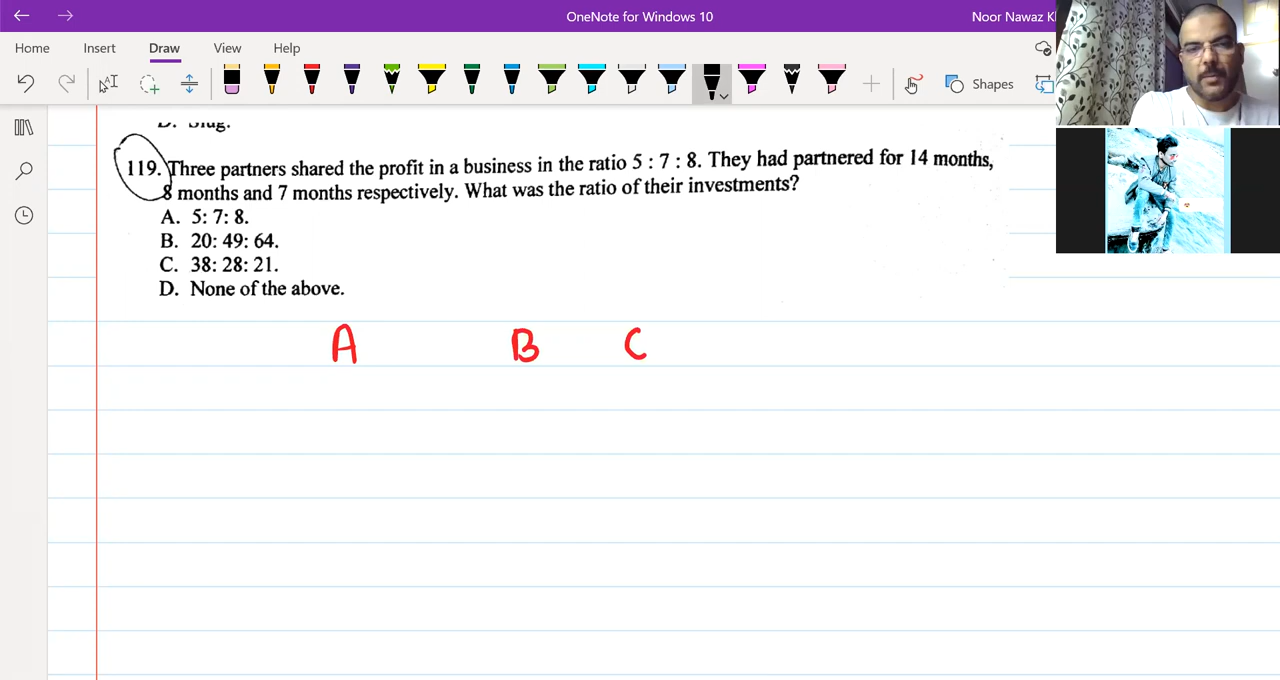 OneNote for Windows 10
Noor Nawaz Kh
Home Insert Draw View Help
Shapes
D. Slug.
119. Three partners shared the profit in a business in the ratio 5 : 7 : 8. They had partnered for 14 months,
8 months and 7 months respectively. What was the ratio of their investments?
A. 5: 7: 8.
B. 20: 49: 64.
C. 38: 28: 21.
D. None of the above.
A B C